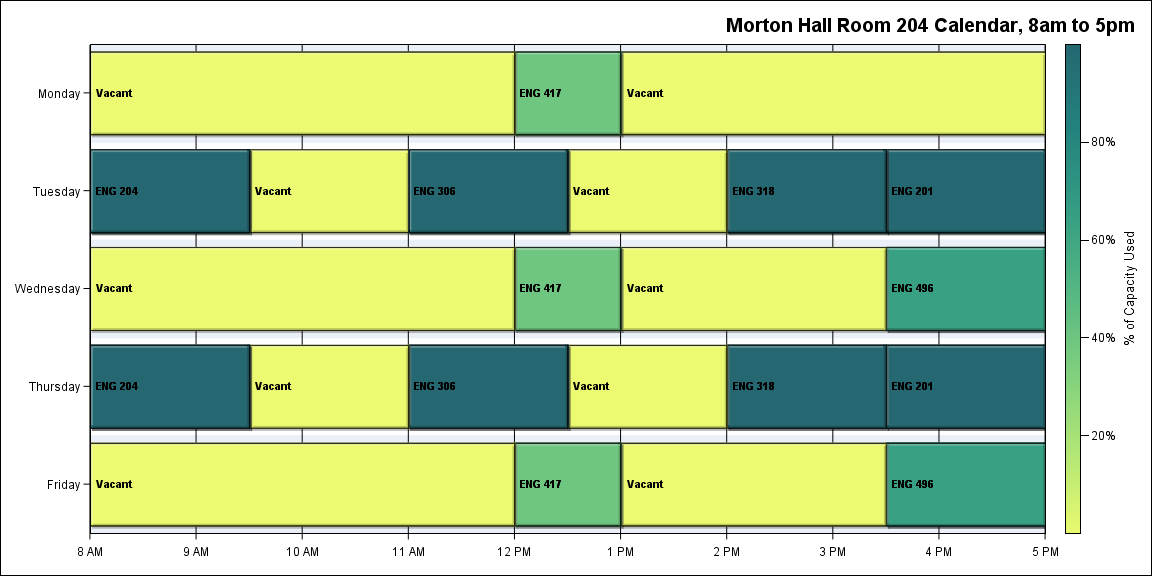 Morton Hall Room 204 Calendar, 8am to 5pm
Monday
Vacant
ENG 417
Vacant
Tuesday
ENG 204
Vacant
ENG 306
Vacant
ENG 318
ENG 201
Wednesday
Vacant
ENG 417
Vacant
ENG 496
Thursday
ENG 204
Vacant
ENG 306
Vacant
ENG 318
ENG 201
Friday
Vacant
ENG 417
Vacant
ENG 496
8 AM
9 AM
10 AM
11 AM
12 PM
1 PM
2 PM
3 PM
4 PM
5 PM
80%
60%
40%
20%
% of Capacity Used